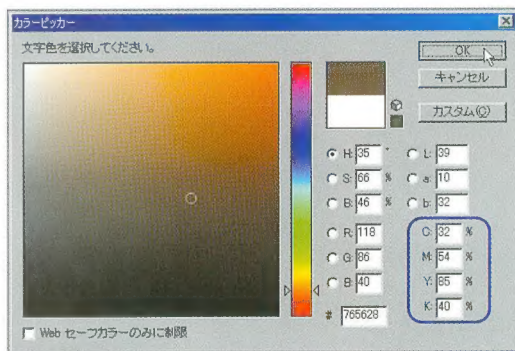 カラーピッカー
文字色を選択してください。
OK
キャンセル
カスタム(C)
H: 35 °
S: 66 %
B: 46 %
L: 39
a: 10
b: 32
R: 118
G: 86
B: 40
C: 32 %
M: 54 %
Y: 85 %
K: 40 %
# 765628
Web セーフカラーのみに制限